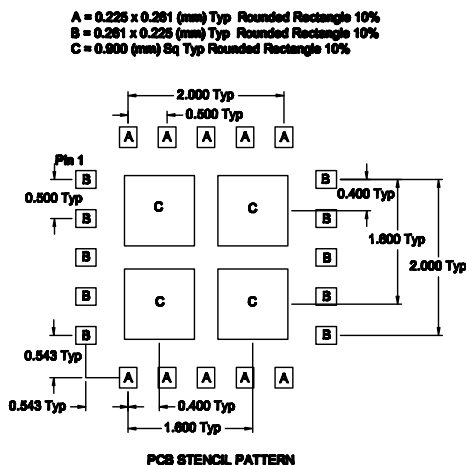 A = 0.225 x 0.261 (mm) Typ Rounded Rectangle 10%
B = 0.261 x 0.225 (mm) Typ Rounded Rectangle 10%
C = 0.900 (mm) Sq Typ Rounded Rectangle 10%
2.000 Typ
0.500 Typ
A A A A A
Pin 1
B
B
0.500 Typ
B
B
B
0.543 Typ
C C
C C
B
B
B
B
B
0.400 Typ
1.600 Typ
2.000 Typ
A A A A A
0.543 Typ
0.400 Typ
1.600 Typ
PCB STENCIL PATTERN